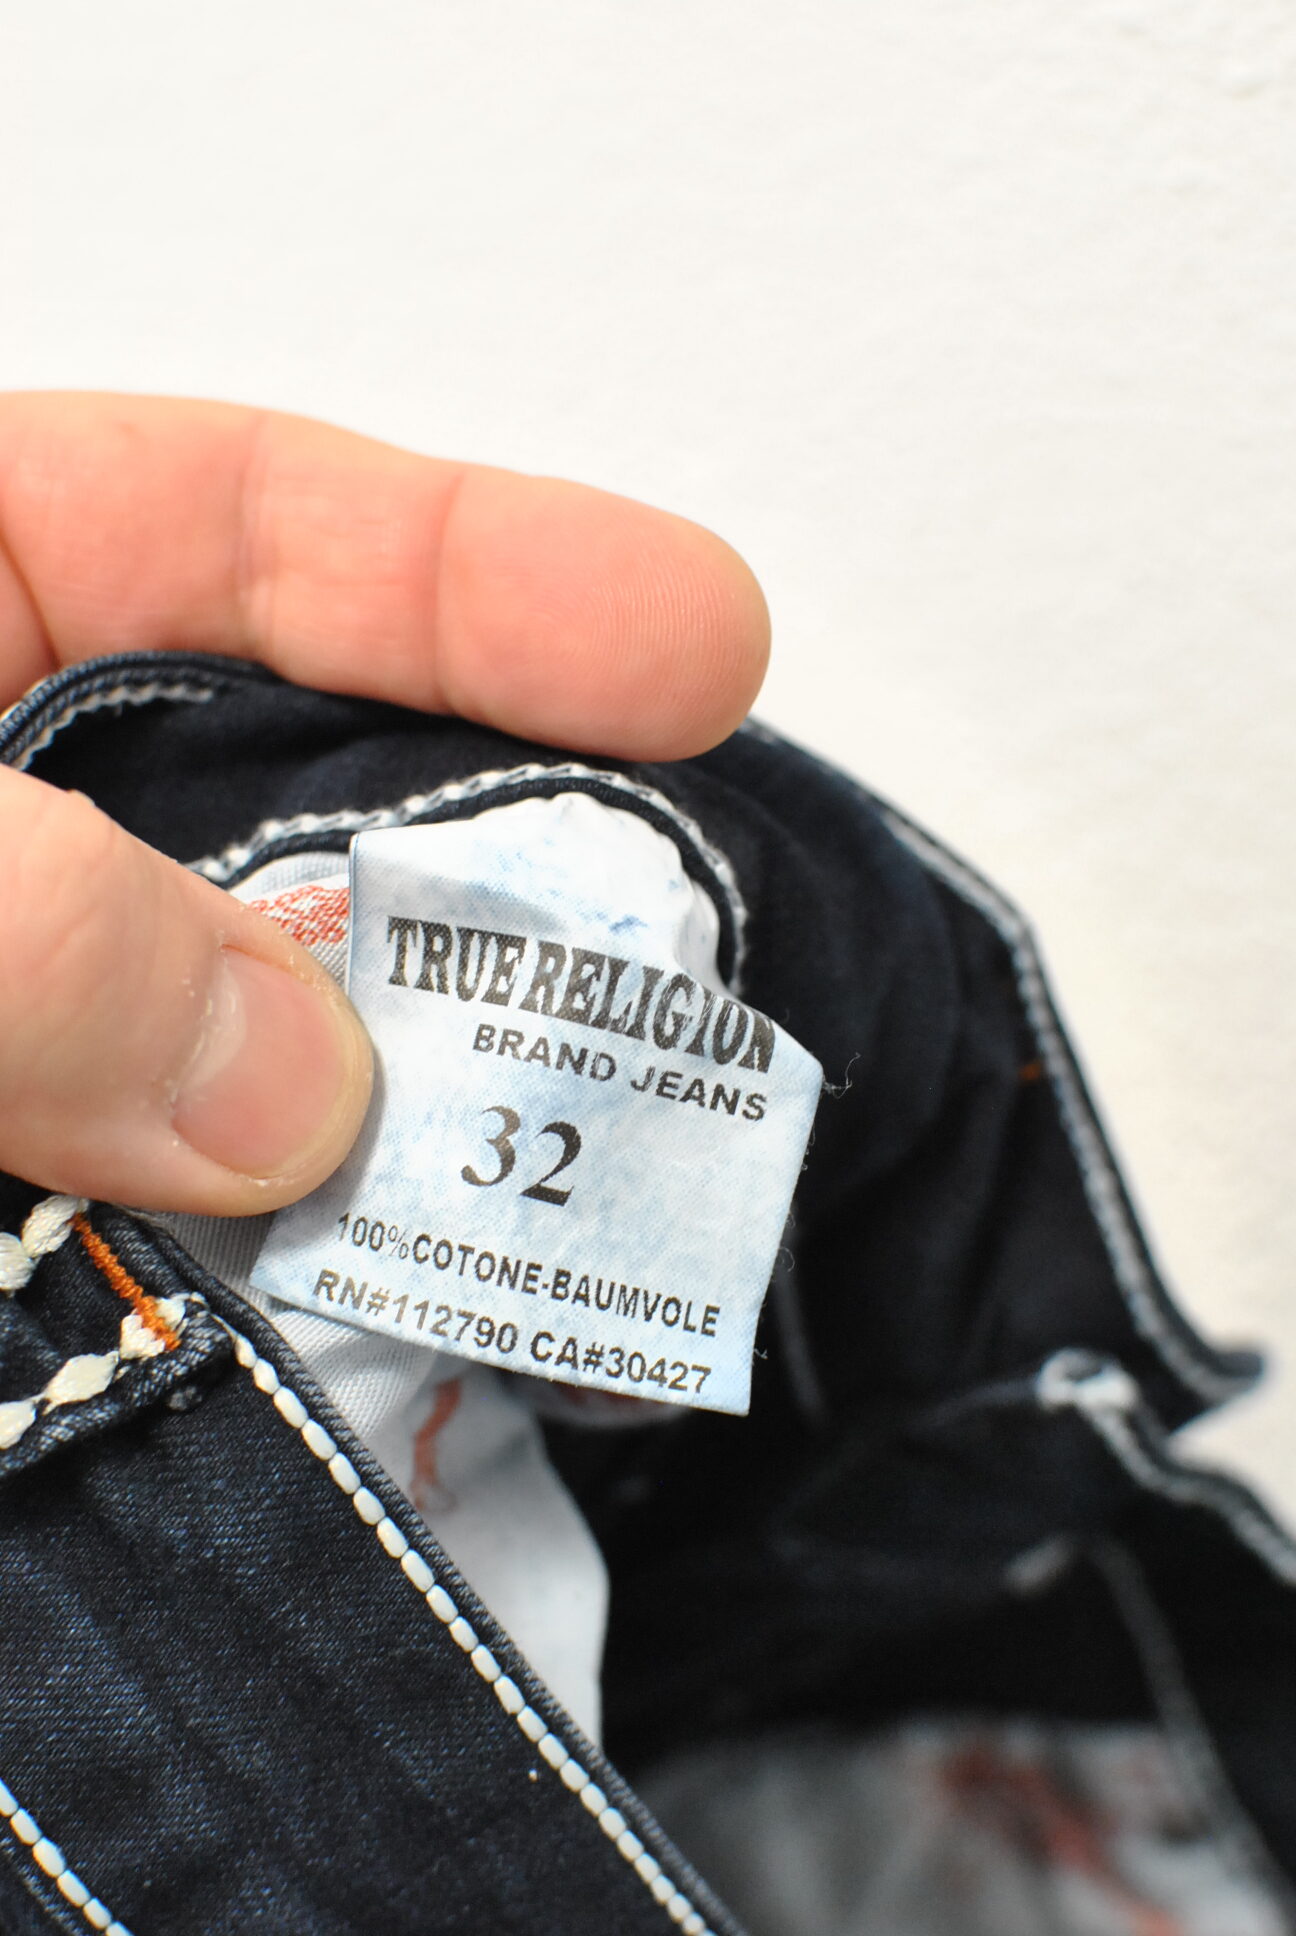 TRUE RELIGION
BRAND JEANS
32
100%COTONE-BAUMVOLE
RN#112790 CA#30427